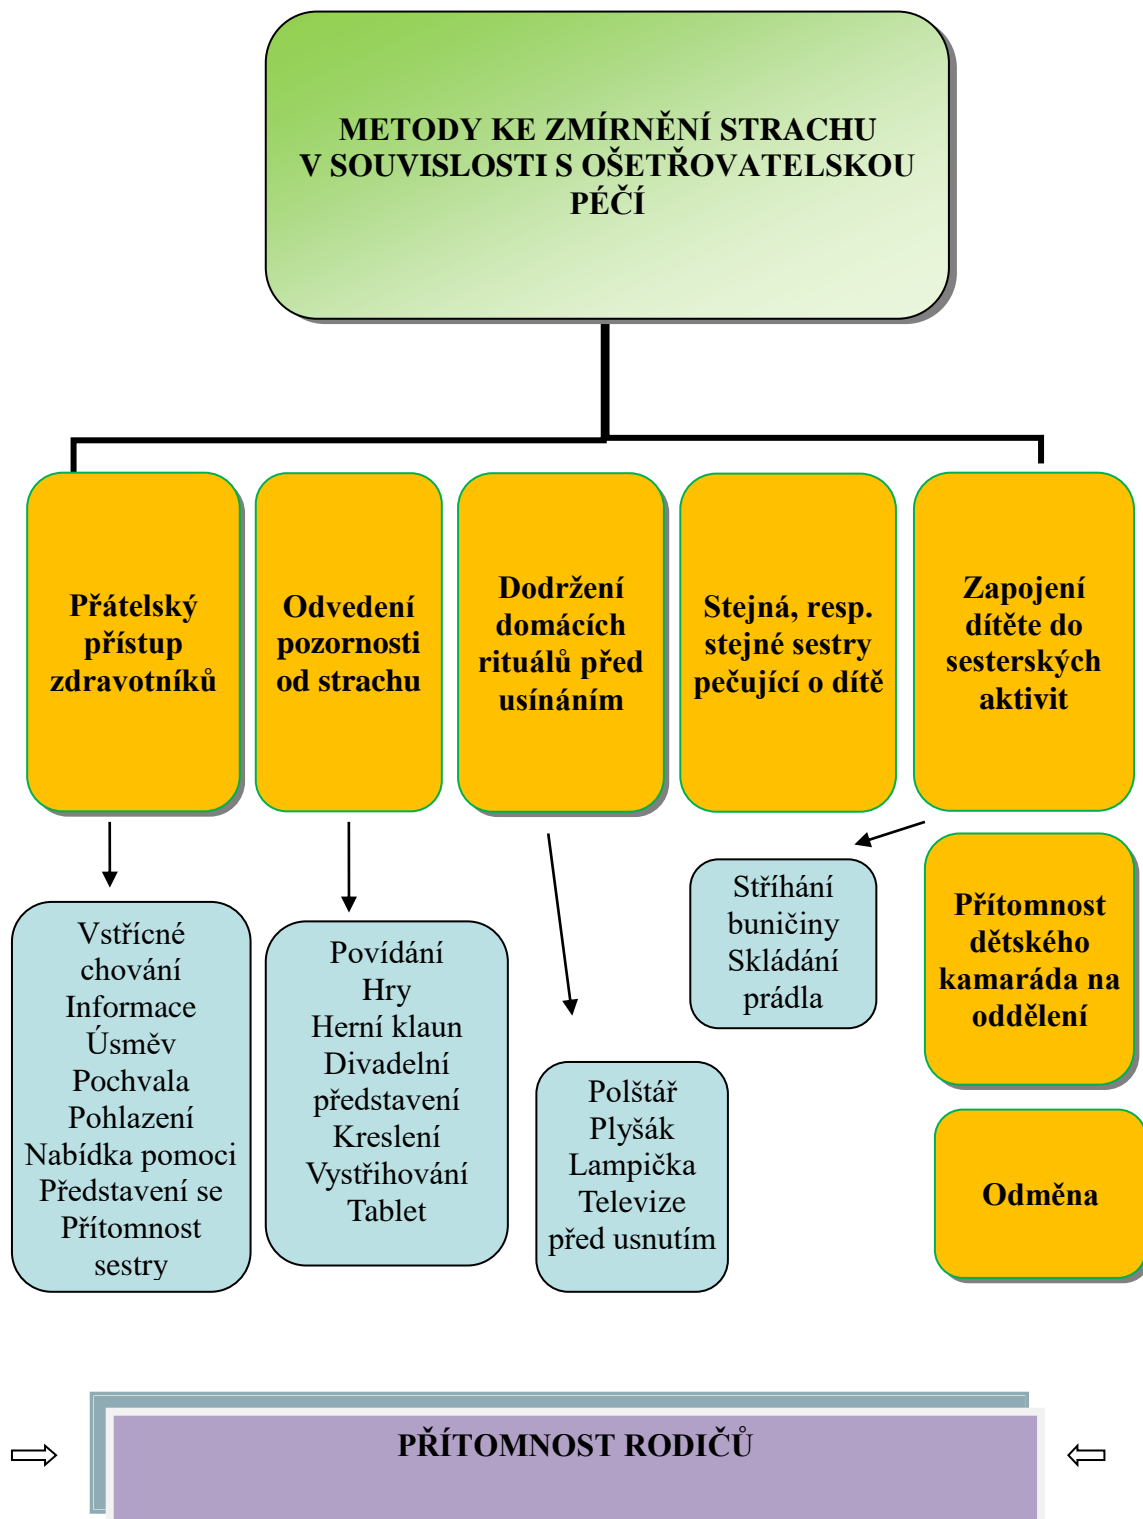 METODY KE ZMÍRNĚNÍ STRACHU
V SOUVISLOSTI S OŠETŘOVATELSKOU
PÉČÍ
Přátelský
přístup
zdravotníků
Odvedení
pozornosti
od strachu
Dodržení
domácích
rituálů před
usínáním
Stejná, resp.
stejné sestry
pečující o dítě
Zapojení
dítěte do
sesterských
aktivit
Vstřícné
chování
Informace
Úsměv
Pochvala
Pohlazení
Nabídka pomoci
Představení se
Přítomnost
sestry
Povídání
Hry
Herní klaun
Divadelní
představení
Kreslení
Vystřihování
Tablet
Polštář
Plyšák
Lampička
Televize
před usnutím
Stříhání
buničiny
Skládání
prádla
Přítomnost
dětského
kamaráda na
oddělení
Odměna
PŘÍTOMNOST RODIČŮ